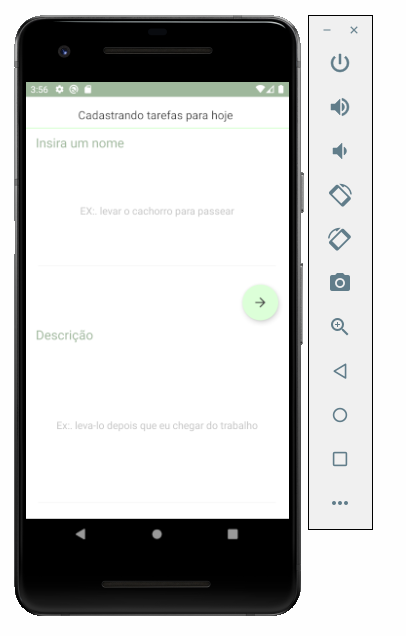 3:56
Cadastrando tarefas para hoje
Insira um nome
EX:. levar o cachorro para passear
Descrição
Ex:. leva-lo depois que eu chegar do trabalho